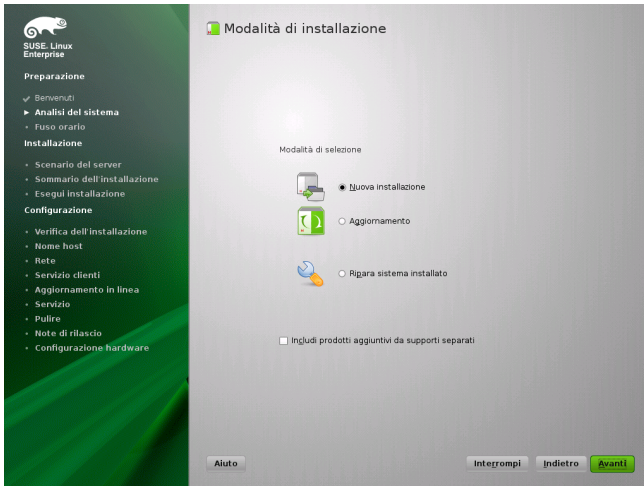 SUSE. Linux
Enterprise
Preparazione
Benvenuti
Analisi del sistema
Fuso orario
Installazione
Scenario del server
Sommario dell'installazione
Esegui installazione
Configurazione
Verifica dell'installazione
Nome host
Rete
Servizio clienti
Aggiornamento in linea
Servizio
Pulire
Note di rilascio
Configurazione hardware
Modalità di installazione
Modalità di selezione
Nuova installazione
Aggiornamento
Ripara sistema installato
Includi prodotti aggiuntivi da supporti separati
Aiuto
Interrompi
Indietro
Avanti